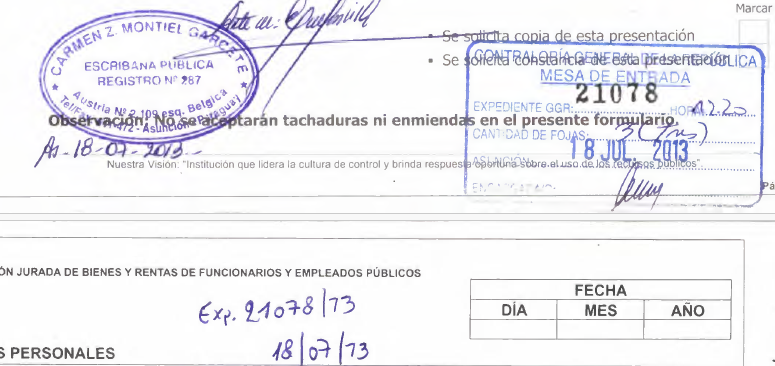 Marcar
• Se solicita copia de esta presentación
• Se solicita constancia de esta presentación
CARMEN Z. MONTIEL GARCETE
ESCRIBANA PÚBLICA
REGISTRO Nº 287
Austria Nº 2.109 esq. Belgica
Asunción - Paraguay
CONTRALORÍA GENERAL DE LA REPÚBLICA
MESA DE ENTRADA
21078
EXPEDIENTE GGR: HORA 12:20
CANTIDAD DE FOJAS: 3 (Tres)
18 JUL. 2013
Observación: No se aceptarán tachaduras ni enmiendas en el presente formulario.
As - 18-07-2013
Nuestra Visión: "Institución que lidera la cultura de control y brinda respuesta oportuna sobre el uso de los recursos públicos".
Pá
ÓN JURADA DE BIENES Y RENTAS DE FUNCIONARIOS Y EMPLEADOS PÚBLICOS
Exp. 21078/13
18/07/13
FECHA
DÍA MES AÑO
S PERSONALES